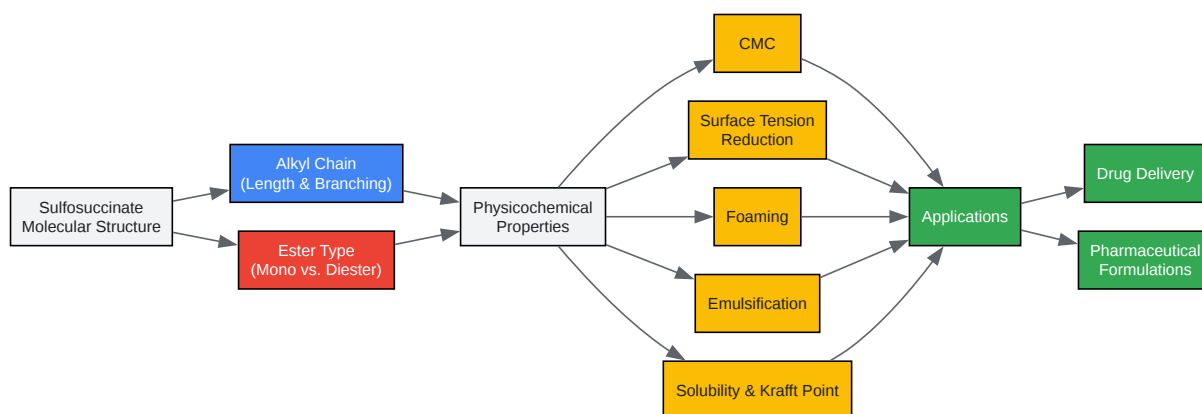 Sulfosuccinate
Molecular Structure
Alkyl Chain
(Length & Branching)
Ester Type
(Mono vs. Diester)
Physicochemical
Properties
CMC
Surface Tension
Reduction
Foaming
Emulsification
Solubility & Krafft Point
Applications
Drug Delivery
Pharmaceutical
Formulations